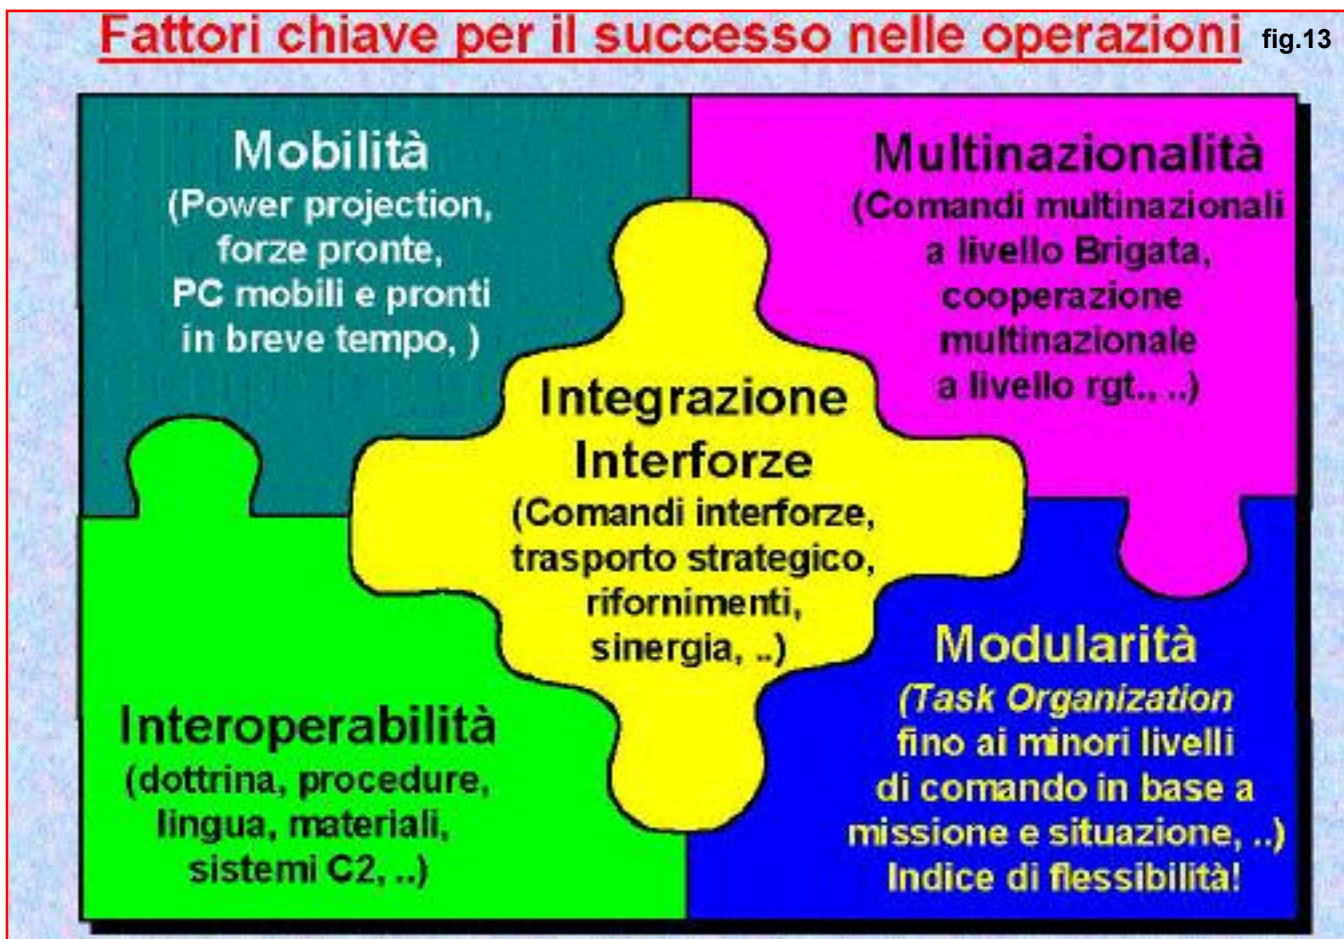 Fattori chiave per il successo nelle operazioni fig.13
Mobilità
(Power projection,
forze pronte,
PC mobili e pronti
in breve tempo, )
Multinazionalità
(Comandi multinazionali
a livello Brigata,
cooperazione
multinazionale
a livello rgt., ..)
Integrazione
Interforze
(Comandi interforze,
trasporto strategico,
rifornimenti,
sinergia, ..)
Interoperabilità
(dottrina, procedure,
lingua, materiali,
sistemi C2, ..)
Modularità
(Task Organization
fino ai minori livelli
di comando in base a
missione e situazione, ..)
Indice di flessibilità!